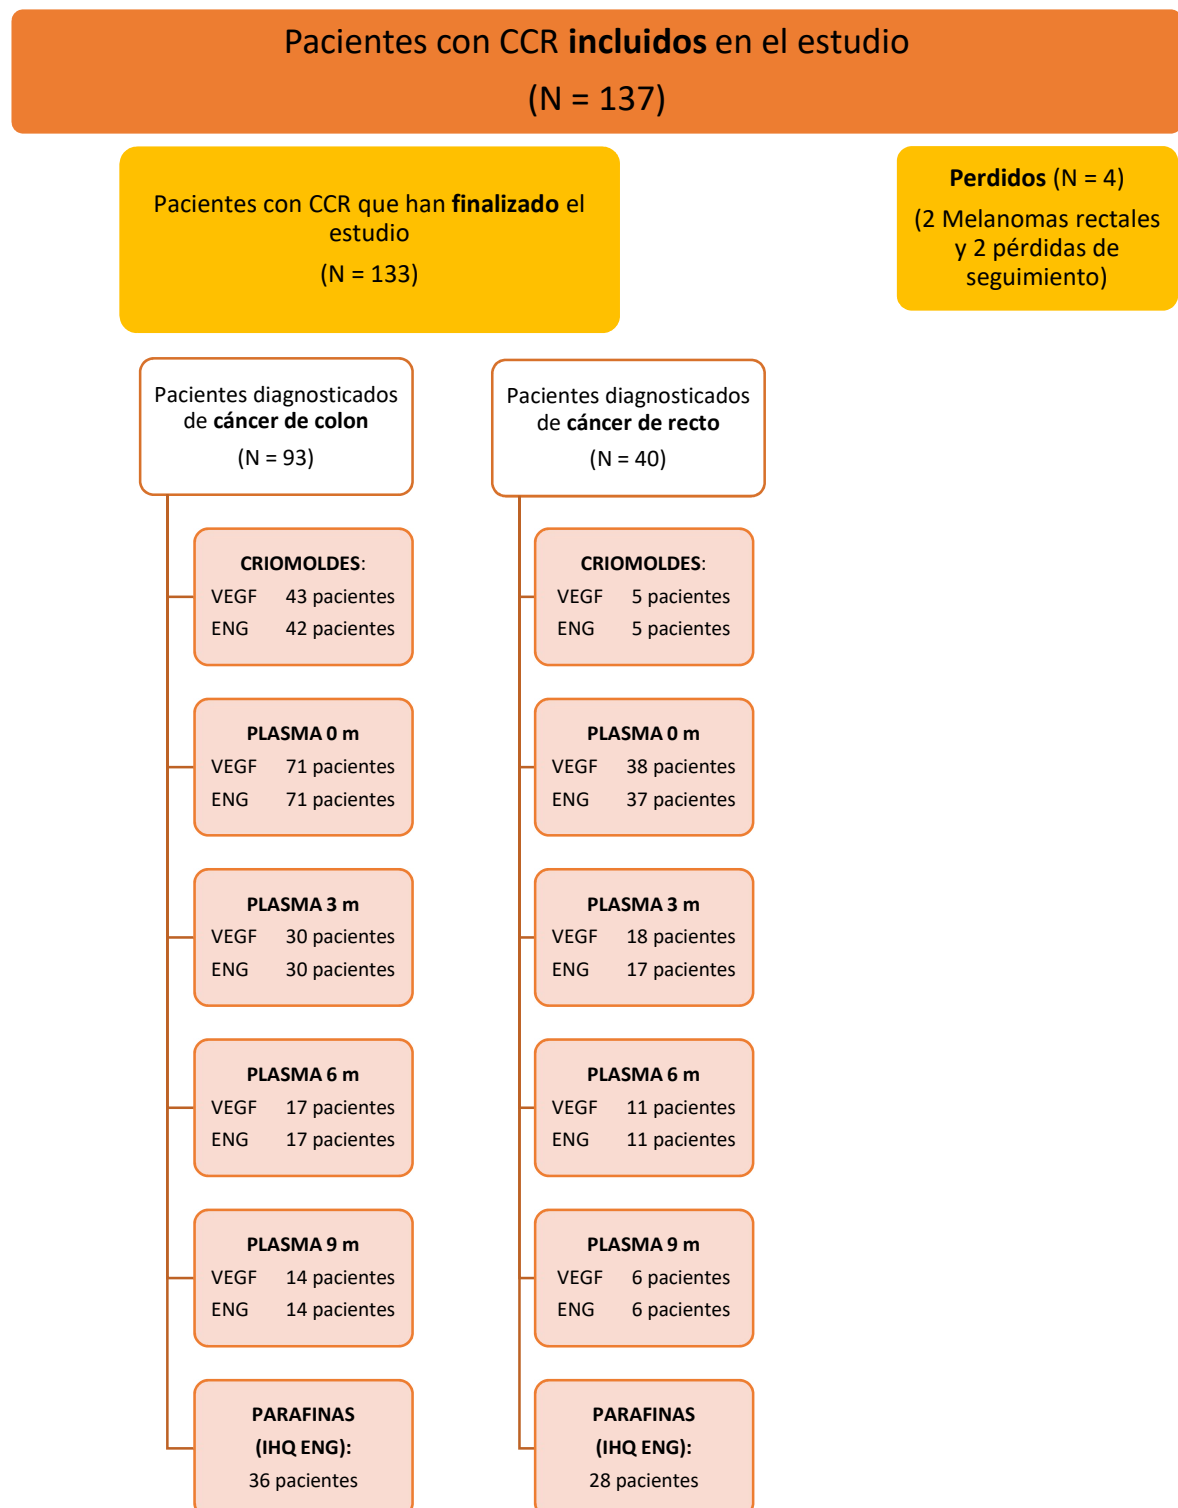 Pacientes con CCR incluidos en el estudio
(N = 137)
Pacientes con CCR que han finalizado el
estudio
(N = 133)
Perdidos (N = 4)
(2 Melanomas rectales
y 2 pérdidas de
seguimiento)
Pacientes diagnosticados
de cáncer de colon
(N = 93)
CRIOMOLDES:
VEGF 43 pacientes
ENG 42 pacientes
PLASMA 0 m
VEGF 71 pacientes
ENG 71 pacientes
PLASMA 3 m
VEGF 30 pacientes
ENG 30 pacientes
PLASMA 6 m
VEGF 17 pacientes
ENG 17 pacientes
PLASMA 9 m
VEGF 14 pacientes
ENG 14 pacientes
PARAFINAS
(IHQ ENG):
36 pacientes
Pacientes diagnosticados
de cáncer de recto
(N = 40)
CRIOMOLDES:
VEGF 5 pacientes
ENG 5 pacientes
PLASMA 0 m
VEGF 38 pacientes
ENG 37 pacientes
PLASMA 3 m
VEGF 18 pacientes
ENG 17 pacientes
PLASMA 6 m
VEGF 11 pacientes
ENG 11 pacientes
PLASMA 9 m
VEGF 6 pacientes
ENG 6 pacientes
PARAFINAS
(IHQ ENG):
28 pacientes